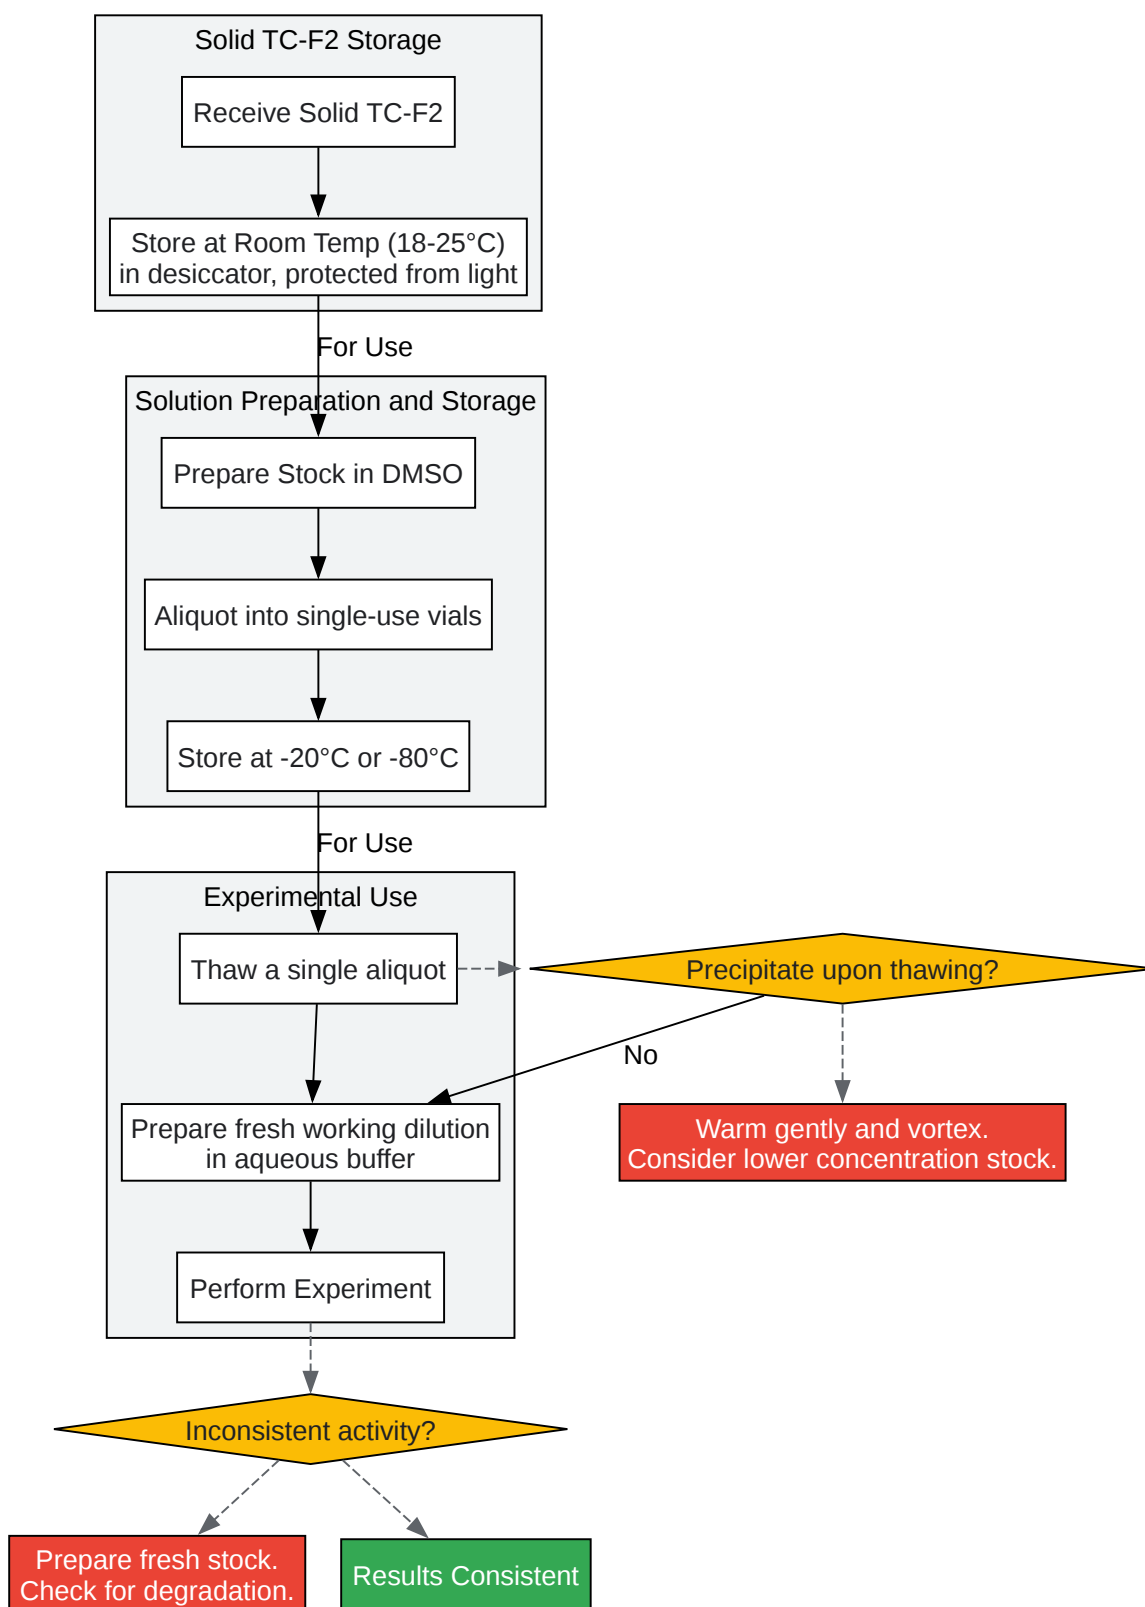 Solid TC-F2 Storage
Receive Solid TC-F2
Store at Room Temp (18-25°C)
in desiccator, protected from light
For Use
Solution Preparation and Storage
Prepare Stock in DMSO
Aliquot into single-use vials
Store at -20°C or -80°C
For Use
Experimental Use
Thaw a single aliquot
Precipitate upon thawing?
No
Prepare fresh working dilution
in aqueous buffer
Warm gently and vortex.
Consider lower concentration stock.
Perform Experiment
Inconsistent activity?
Prepare fresh stock.
Check for degradation.
Results Consistent